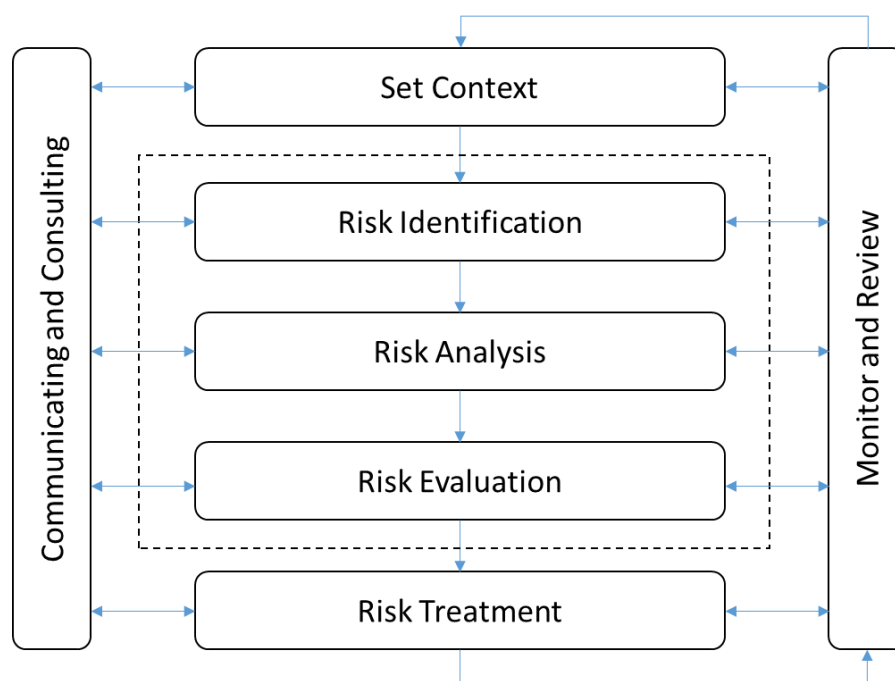 Set Context
Communicating and Consulting
Risk Identification
Risk Analysis
Risk Evaluation
Risk Treatment
Monitor and Review